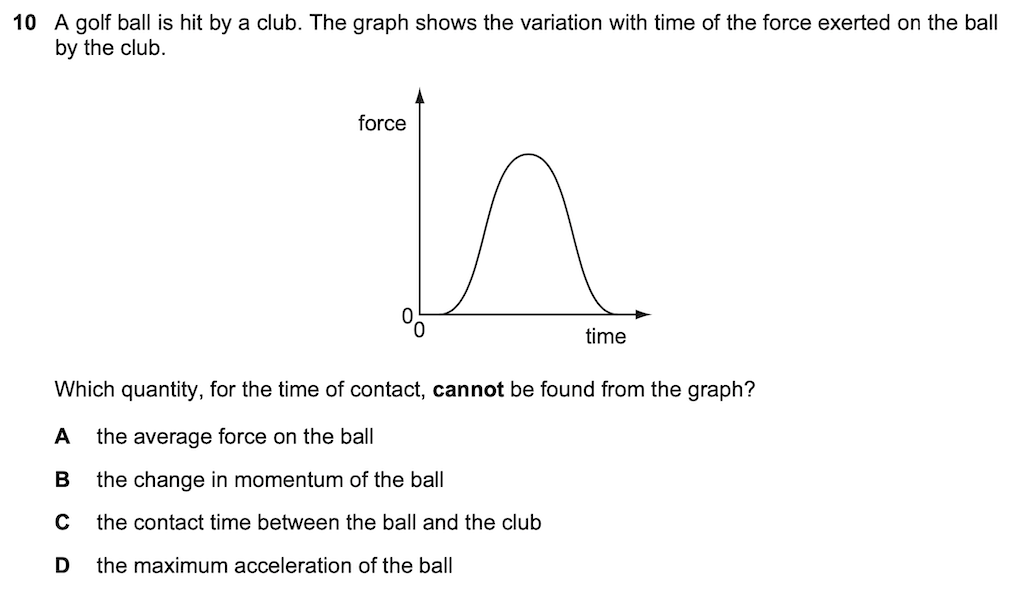 10 A golf ball is hit by a club. The graph shows the variation with time of the force exerted on the ball
by the club.
force
0
0
time
Which quantity, for the time of contact, cannot be found from the graph?
A the average force on the ball
B the change in momentum of the ball
C the contact time between the ball and the club
D the maximum acceleration of the ball